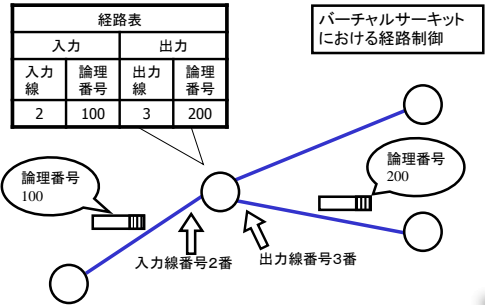 経路表
入力 出力
入力線 論理番号 出力線 論理番号
2 100 3 200
バーチャルサーキット
における経路制御
論理番号
100
論理番号
200
入力線番号2番
出力線番号3番